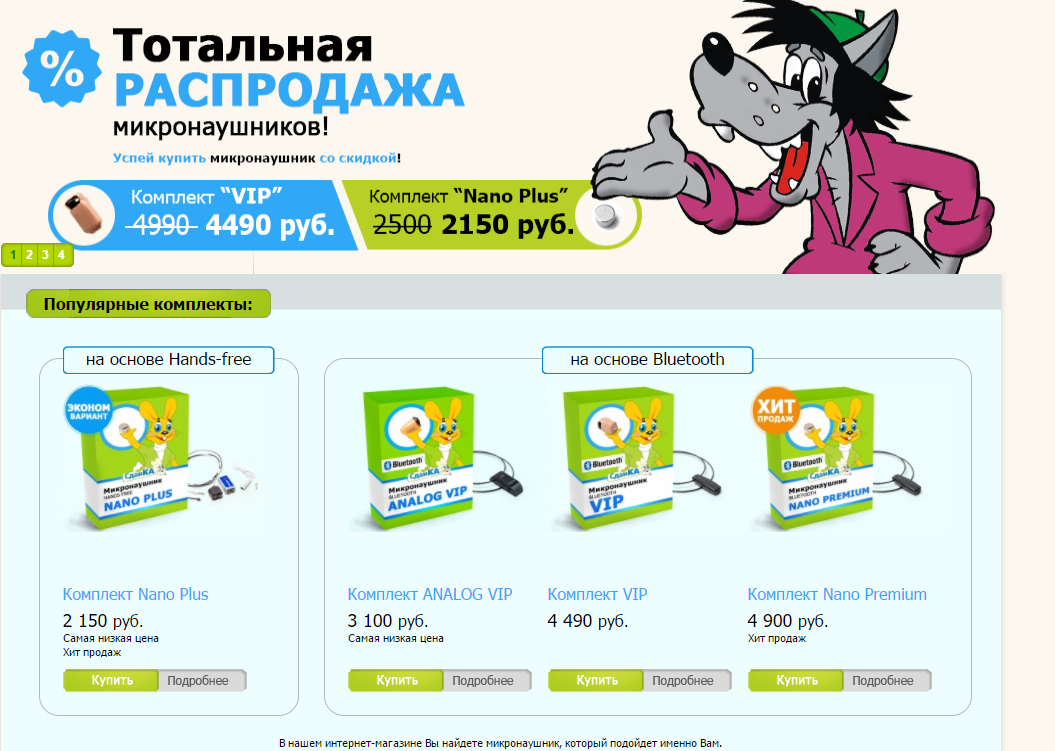 %
Тотальная
РАСПРОДАЖА
микронаушников!
Успей купить микронаушник со скидкой!
Комплект “VIP”
4990 4490 руб.
Комплект “Nano Plus”
2500 2150 руб.
1 2 3 4
Популярные комплекты:
на основе Hands-free
на основе Bluetooth
ЭКОНОМ
ВАРИАНТ
СдавайКА
Микронаушник
HANDS FREE
NANO PLUS
Bluetooth
Микронаушник
BLUETOOTH
ANALOG VIP
Bluetooth
Микронаушник
BLUETOOTH
VIP
ХИТ
ПРОДАЖ
Bluetooth
Микронаушник
BLUETOOTH
NANO PREMIUM
Комплект Nano Plus
2 150 руб.
Самая низкая цена
Хит продаж
Купить Подробнее
Комплект ANALOG VIP
3 100 руб.
Самая низкая цена
Купить Подробнее
Комплект VIP
4 490 руб.
Купить Подробнее
Комплект Nano Premium
4 900 руб.
Хит продаж
Купить Подробнее
В нашем интернет-магазине Вы найдете микронаушник, который подойдет именно Вам.